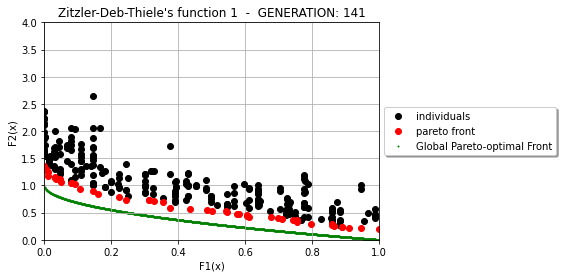 Zitzler-Deb-Thiele's function 1 - GENERATION: 141
4.0
3.5
3.0
2.5
2.0
1.5
1.0
0.5
0.0
F2(x)
0.0 0.2 0.4 0.6 0.8 1.0
F1(x)
individuals
pareto front
Global Pareto-optimal Front